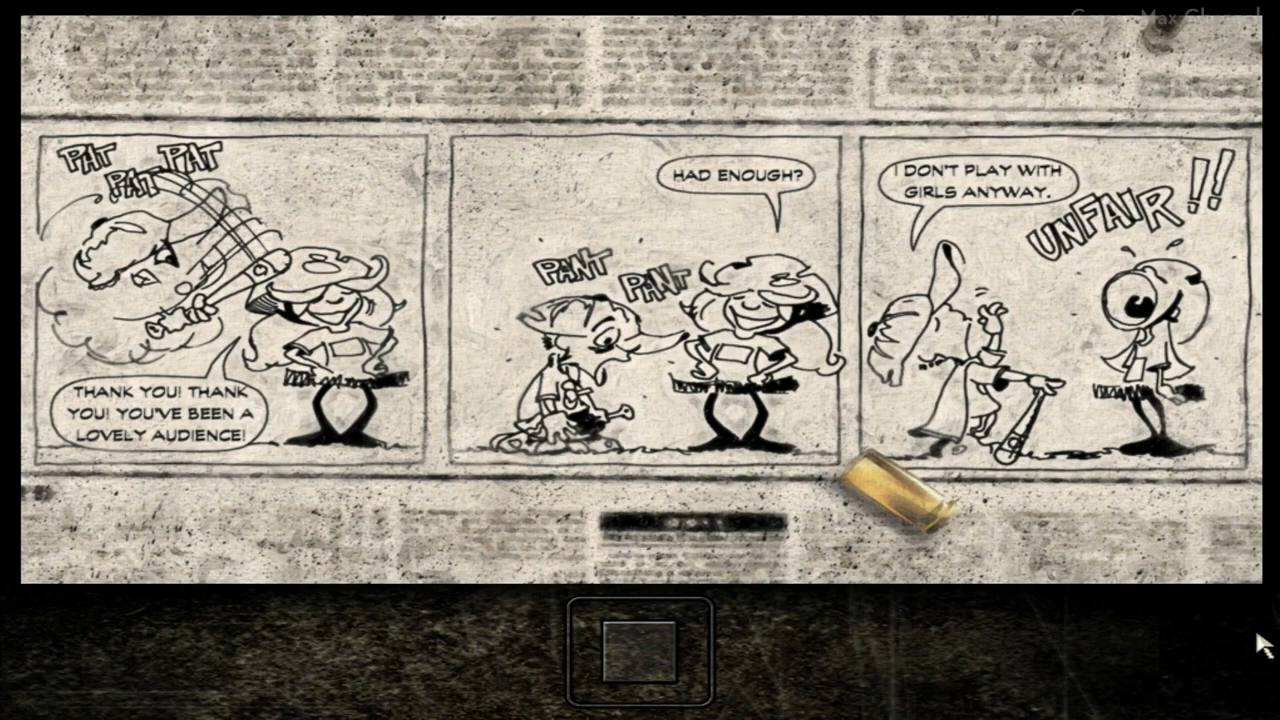 PAT
PAT
PAT
THANK YOU! THANK
YOU! YOU'VE BEEN A
LOVELY AUDIENCE!
HAD ENOUGH?
PANT
PANT
I DON'T PLAY WITH
GIRLS ANYWAY.
UNFAIR!!